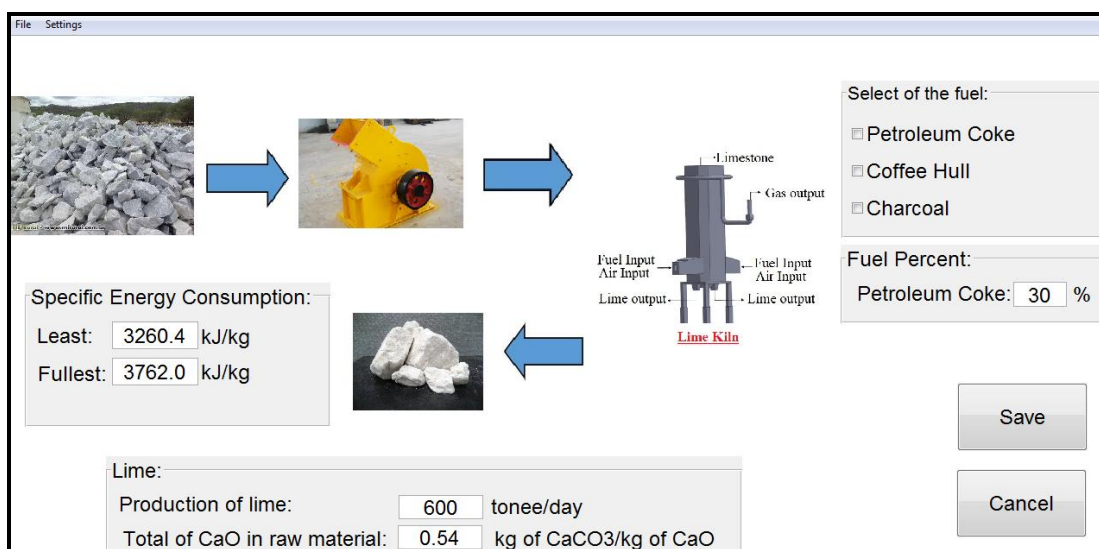 File Settings
Select of the fuel:
Petroleum Coke
Coffee Hull
Charcoal
Limestone
Gas output
Fuel Input
Air Input
Fuel Input
Air Input
Lime output
Lime output
Lime Kiln
Fuel Percent:
Petroleum Coke: 30 %
Specific Energy Consumption:
Least: 3260.4 kJ/kg
Fullest: 3762.0 kJ/kg
Save
Cancel
Lime:
Production of lime: 600 tonee/day
Total of CaO in raw material: 0.54 kg of CaCO3/kg of CaO